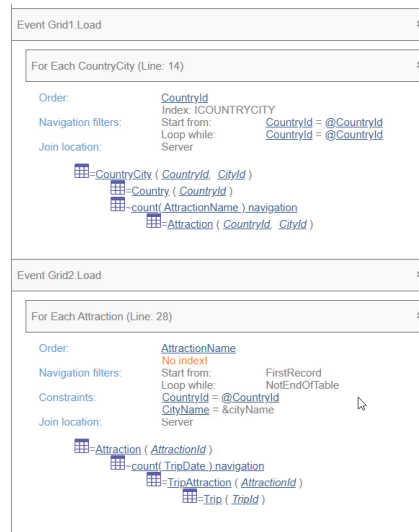 Event Grid1.Load
For Each CountryCity (Line: 14)
Order: CountryId
Index: ICOUNTRYCITY
Navigation filters: Start from: CountryId = @CountryId
Loop while: CountryId = @CountryId
Join location: Server
=CountryCity ( CountryId, CityId )
=Country ( CountryId )
~count( AttractionName ) navigation
=Attraction ( CountryId, CityId )
Event Grid2.Load
For Each Attraction (Line: 28)
Order: AttractionName
No index!
Navigation filters: Start from: FirstRecord
Loop while: NotEndOfTable
Constraints: CountryId = @CountryId
CityName = &cityName
Join location: Server
=Attraction ( AttractionId )
~count( TripDate ) navigation
=TripAttraction ( AttractionId )
=Trip ( TripId )